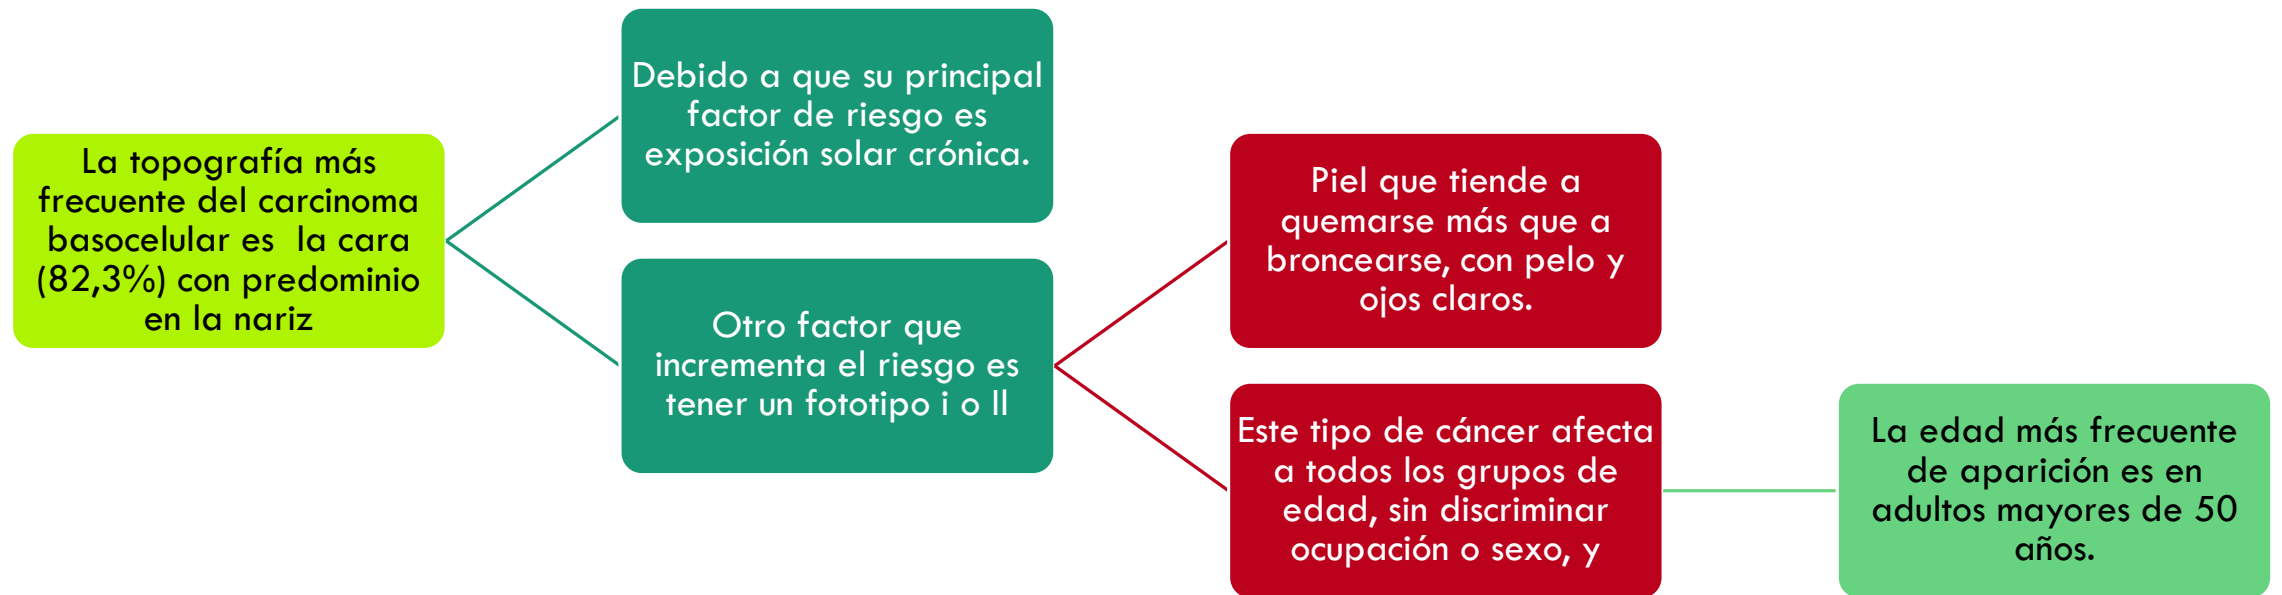 La topografía más
frecuente del carcinoma
basocelular es  la cara
(82,3%) con predominio
en la nariz
Debido a que su principal
factor de riesgo es
exposición solar crónica.
Otro factor que
incrementa el riesgo es
tener un fototipo i o ll
Piel que tiende a
quemarse más que a
broncearse, con pelo y
ojos claros.
Este tipo de cáncer afecta
a todos los grupos de
edad, sin discriminar
ocupación o sexo, y
La edad más frecuente
de aparición es en
adultos mayores de 50
años.